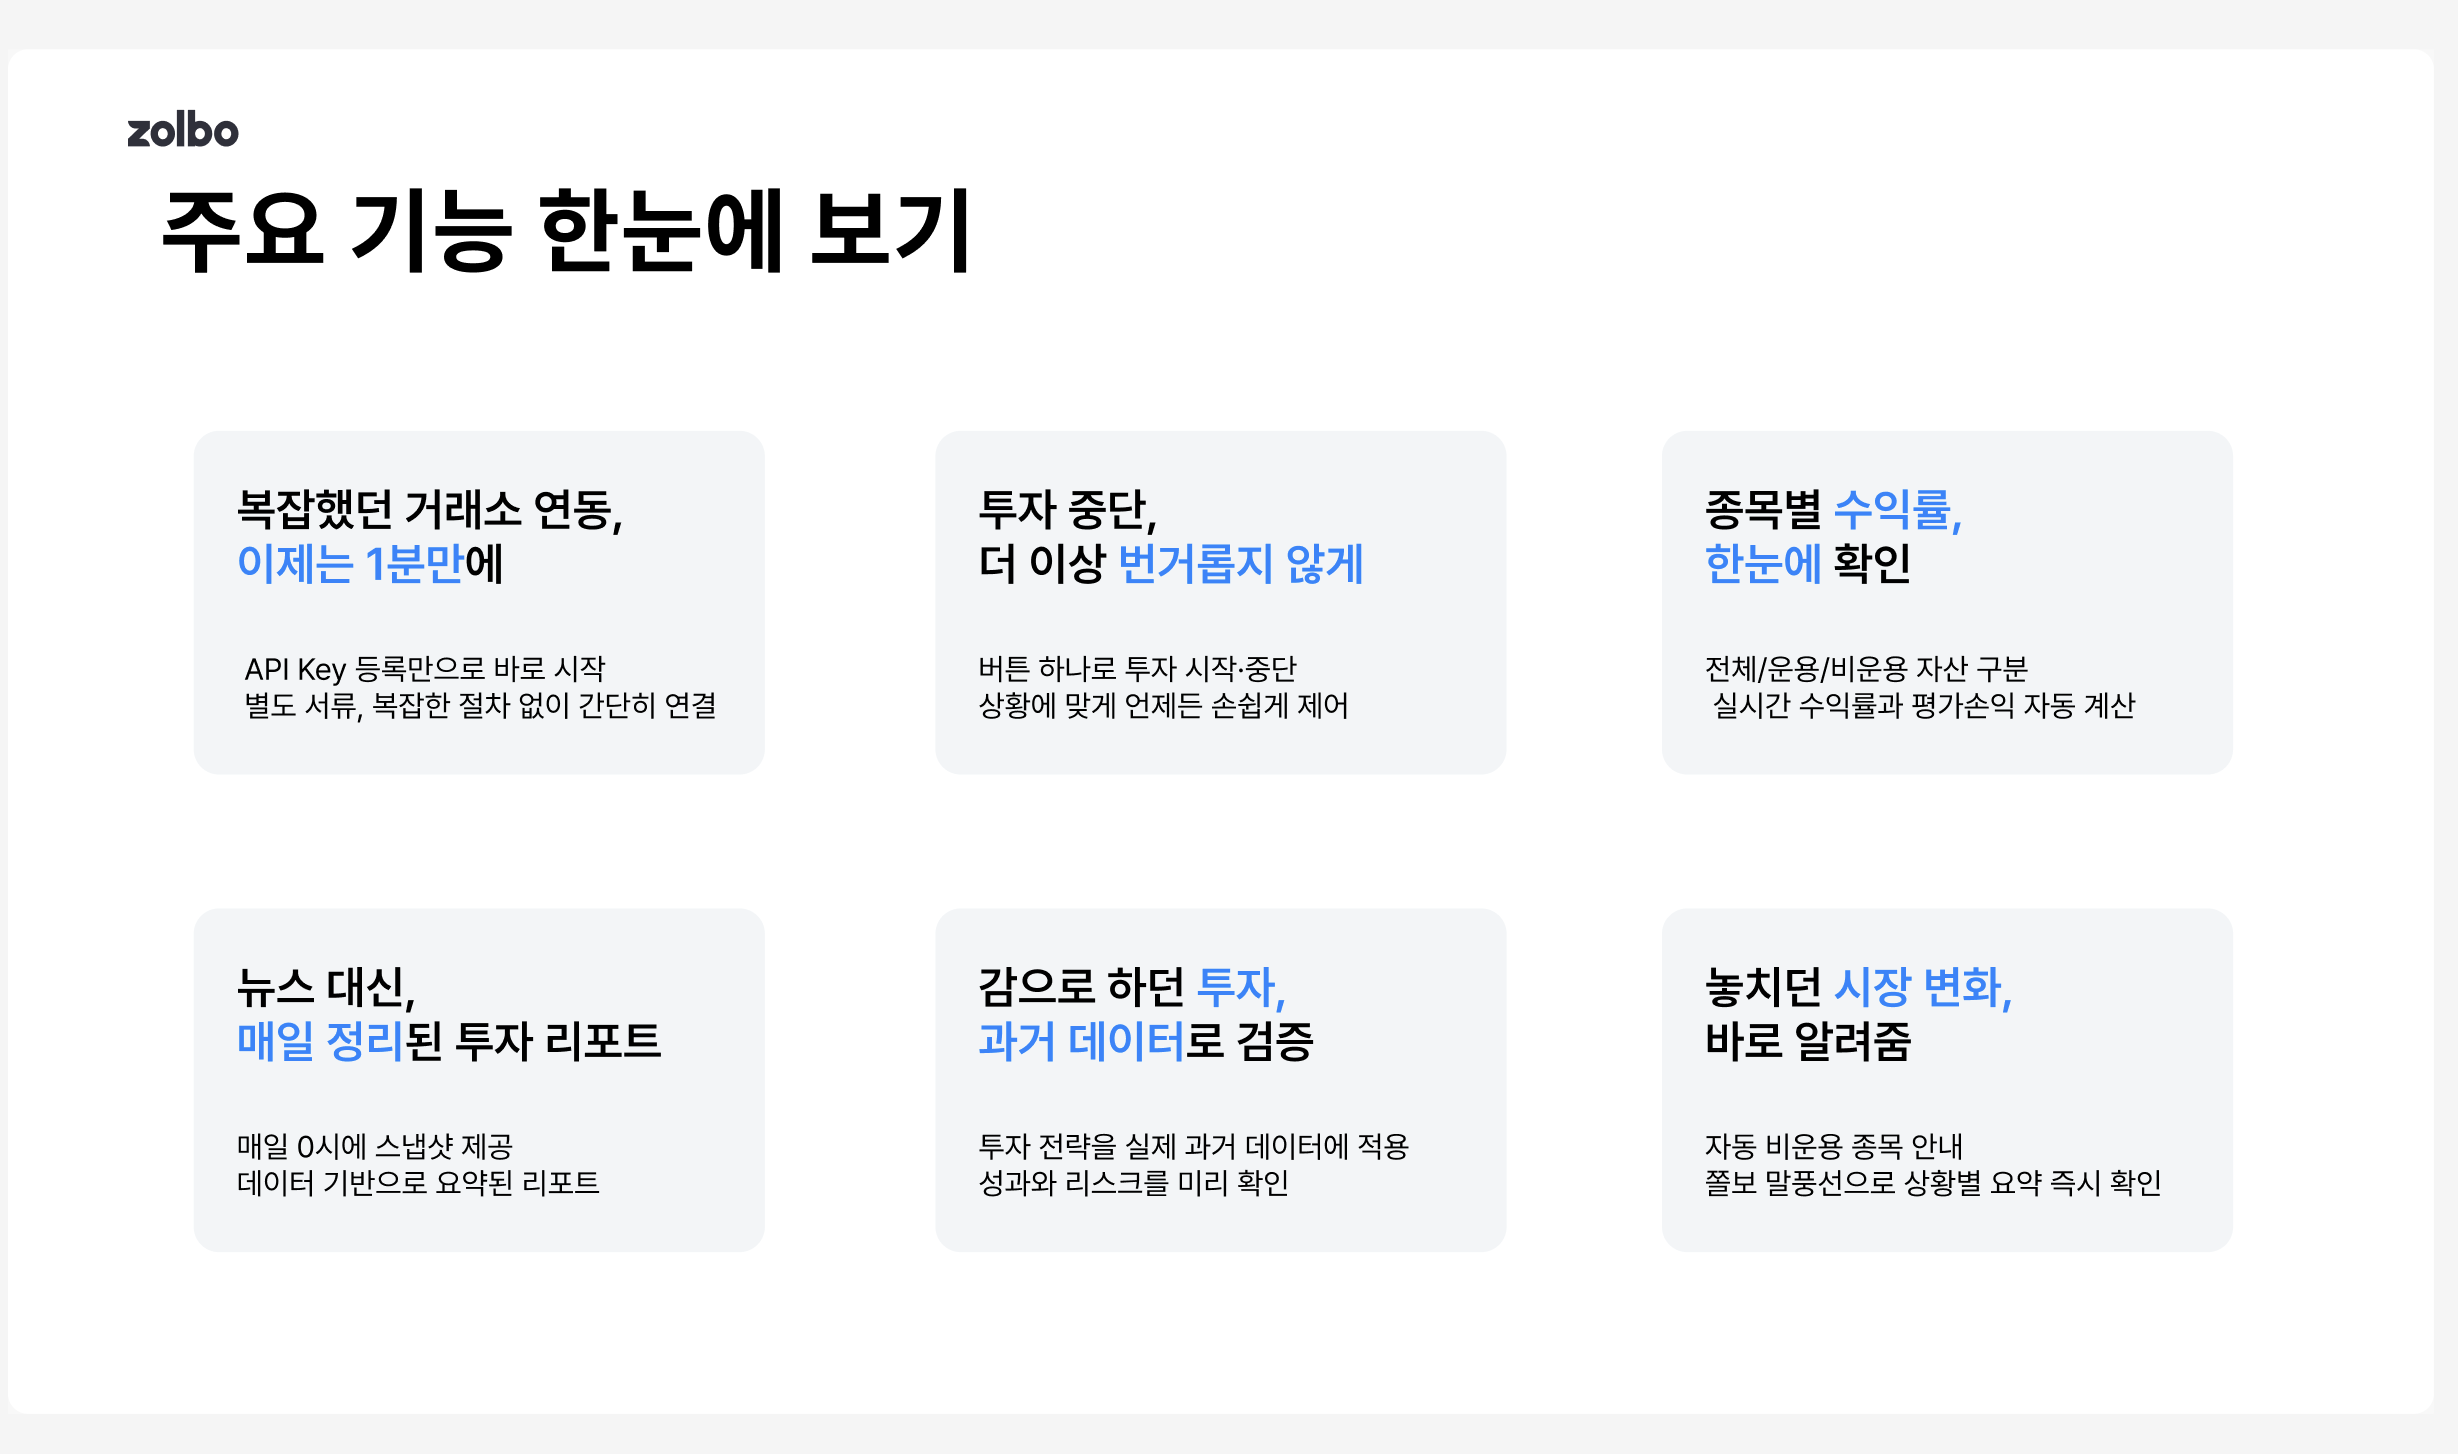 zolbo
주요 기능 한눈에 보기
복잡했던 거래소 연동,
이제는 1분만에
API Key 등록만으로 바로 시작
별도 서류, 복잡한 절차 없이 간단히 연결
투자 중단,
더 이상 번거롭지 않게
버튼 하나로 투자 시작·중단
상황에 맞게 언제든 손쉽게 제어
종목별 수익률,
한눈에 확인
전체/운용/비운용 자산 구분
실시간 수익률과 평가손익 자동 계산
뉴스 대신,
매일 정리된 투자 리포트
매일 0시에 스냅샷 제공
데이터 기반으로 요약된 리포트
감으로 하던 투자,
과거 데이터로 검증
투자 전략을 실제 과거 데이터에 적용
성과와 리스크를 미리 확인
놓치던 시장 변화,
바로 알려줌
자동 비운용 종목 안내
쫄보 말풍선으로 상황별 요약 즉시 확인